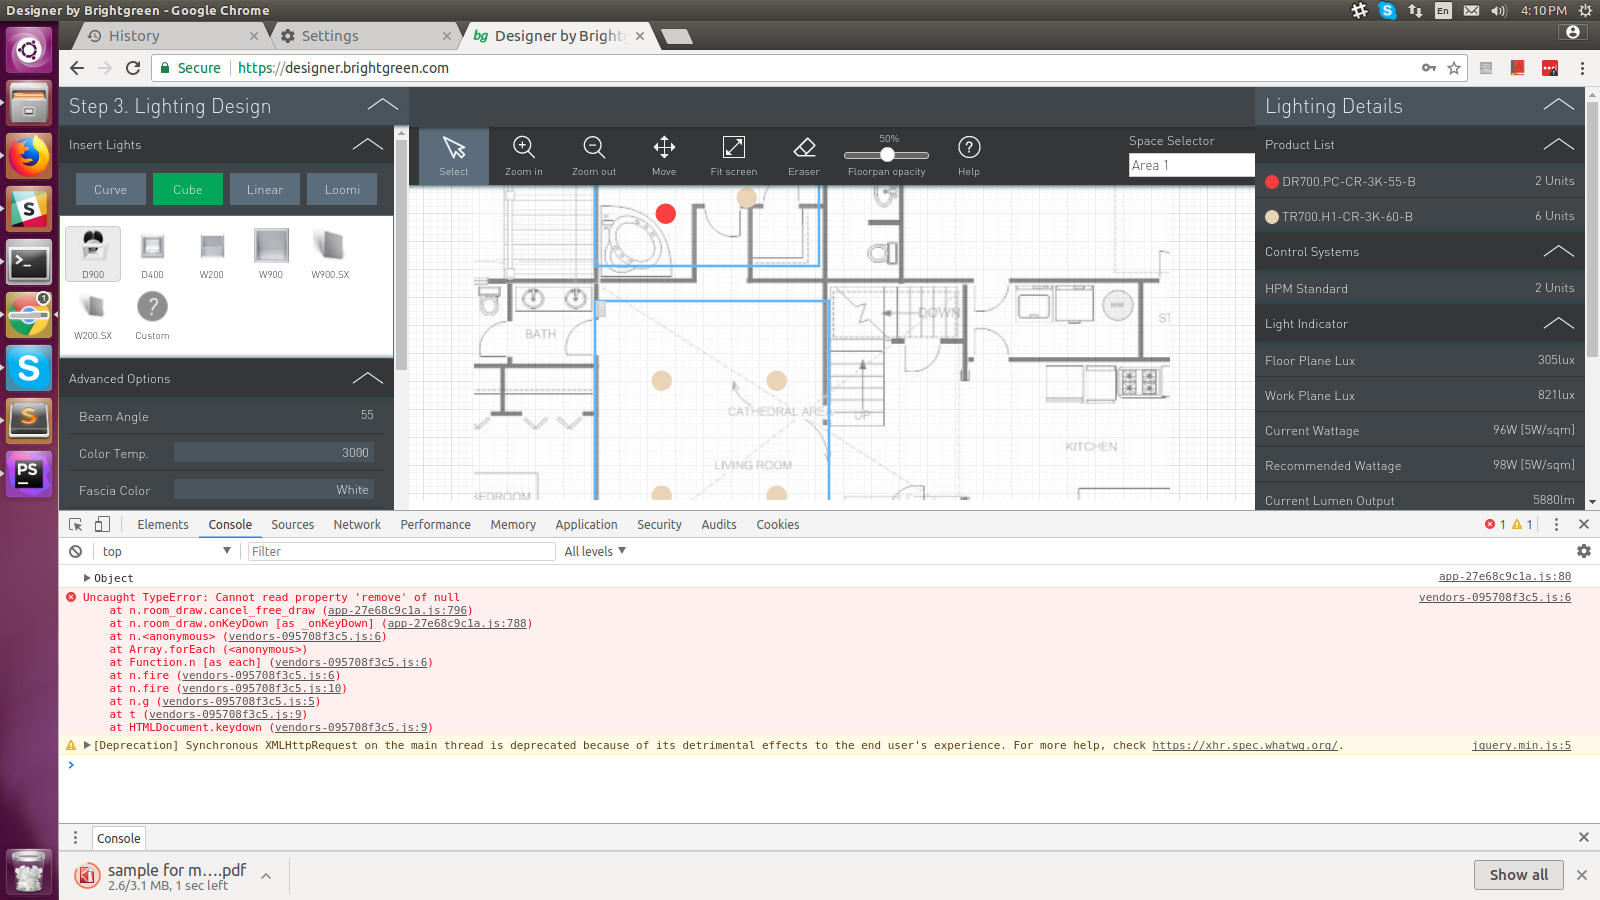 Designer by Brightgreen - Google Chrome
En
4:10 PM
History
Settings
Designer by Bright
Secure
https://designer.brightgreen.com
Step 3. Lighting Design
Insert Lights
Curve
Cube
Linear
Loomi
D900
D400
W200
W900
W900.SX
W200.SX
?
Custom
Advanced Options
Beam Angle
55
Color Temp.
3000
Fascia Color
White
Select
Zoom in
Zoom out
Move
Fit screen
Eraser
50%
Floorpan opacity
Help
Space Selector
Area 1
BATH
DOWN
HW
ST
CATHEDRAL AREA
UP
LIVING ROOM
KITCHEN
BEDROOM
Lighting Details
Product List
DR700.PC-CR-3K-55-B
2 Units
TR700.H1-CR-3K-60-B
6 Units
Control Systems
HPM Standard
2 Units
Light Indicator
Floor Plane Lux
305lux
Work Plane Lux
821lux
Current Wattage
96W [5W/sqm]
Recommended Wattage
98W [5W/sqm]
Current Lumen Output
5880lm
Elements
Console
Sources
Network
Performance
Memory
Application
Security
Audits
Cookies
1
1
top
Filter
All levels
Object
app-27e68c9c1a.js:80
Uncaught TypeError: Cannot read property 'remove' of null
vendors-095708f3c5.js:6
at n.room_draw.cancel_free_draw (app-27e68c9c1a.js:796)
at n.room_draw.onKeyDown [as _onKeyDown] (app-27e68c9c1a.js:788)
at n.<anonymous> (vendors-095708f3c5.js:6)
at Array.forEach (<anonymous>)
at Function.n [as each] (vendors-095708f3c5.js:6)
at n.fire (vendors-095708f3c5.js:6)
at n.fire (vendors-095708f3c5.js:10)
at n.g (vendors-095708f3c5.js:5)
at t (vendors-095708f3c5.js:9)
at HTMLDocument.keydown (vendors-095708f3c5.js:9)
[Deprecation] Synchronous XMLHttpRequest on the main thread is deprecated because of its detrimental effects to the end user's experience. For more help, check https://xhr.spec.whatwg.org/.
jquery.min.js:5
Console
sample for m....pdf
2.6/3.1 MB, 1 sec left
Show all